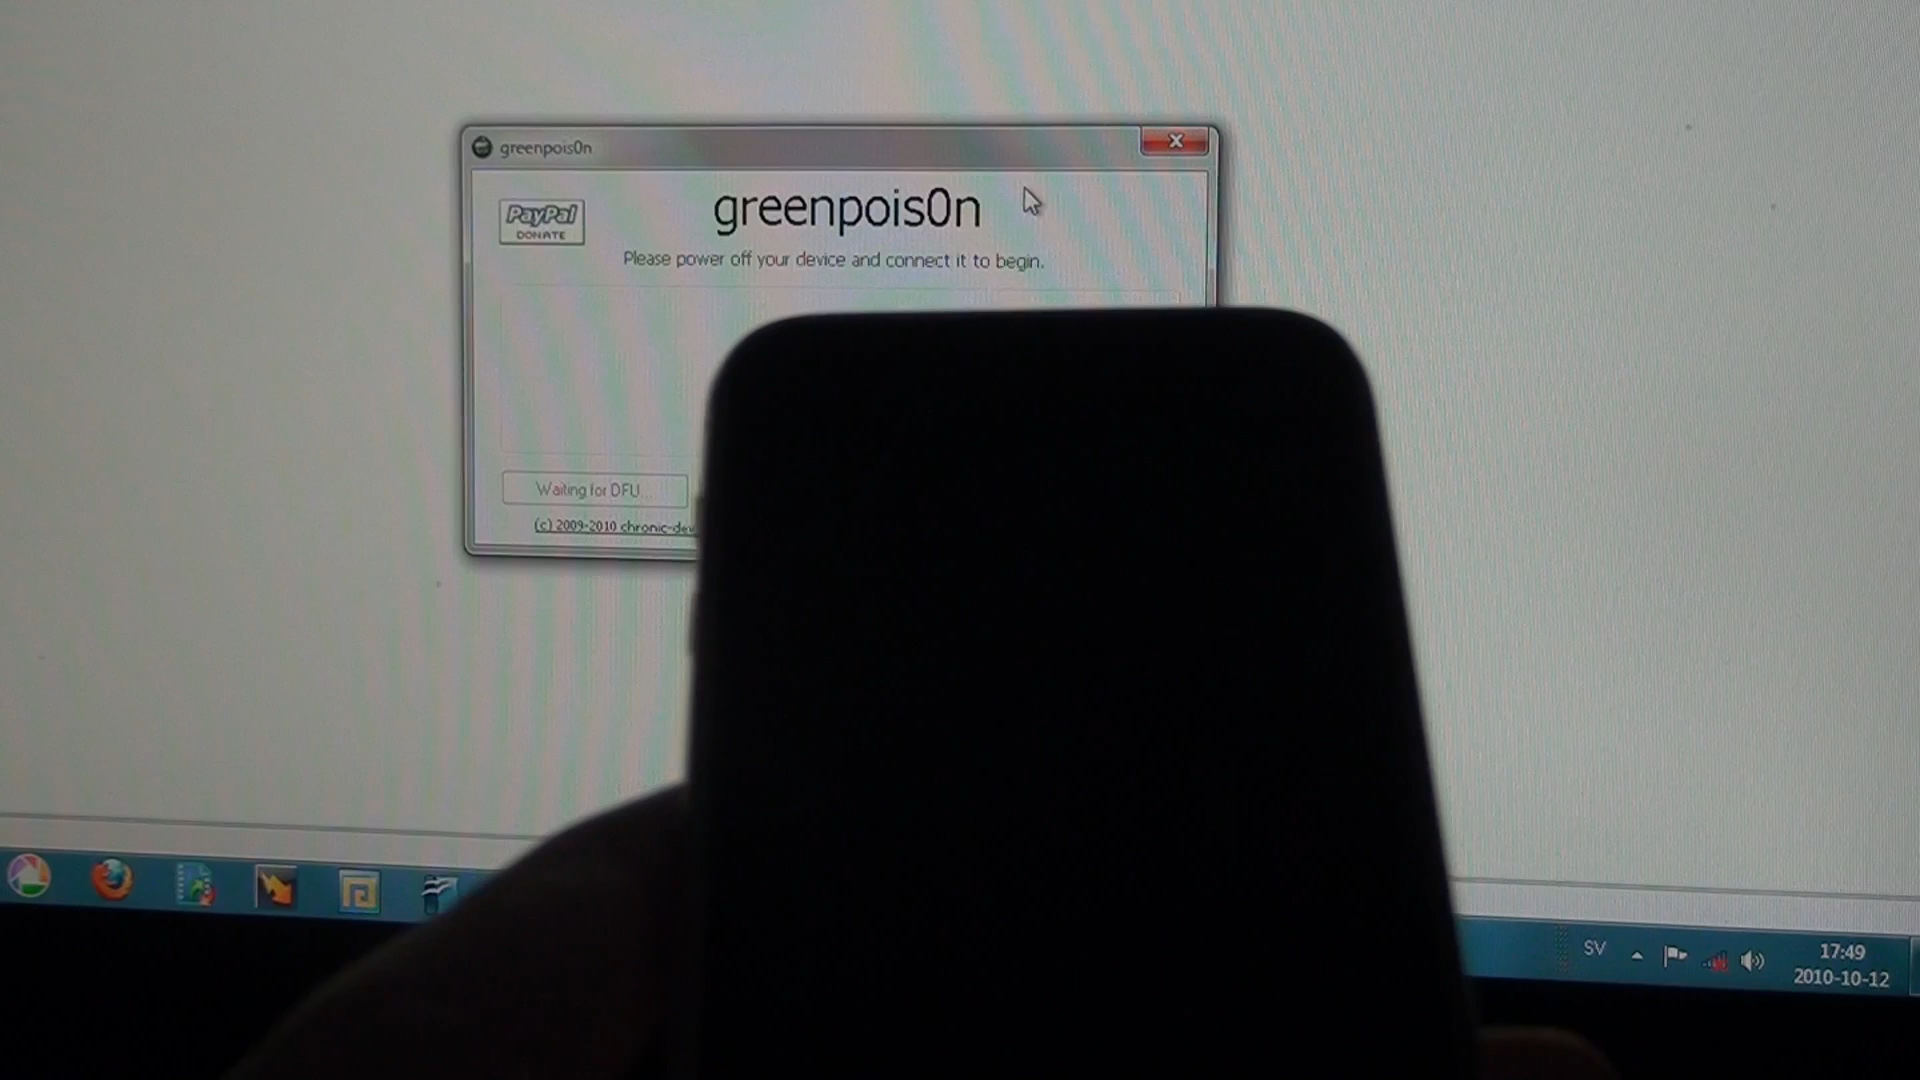 greenpois0n
PayPal
DONATE
greenpois0n
Please power off your device and connect it to begin.
Waiting for DFU...
(c) 2009-2010 chronic-dev
SV
17:49
2010-10-12